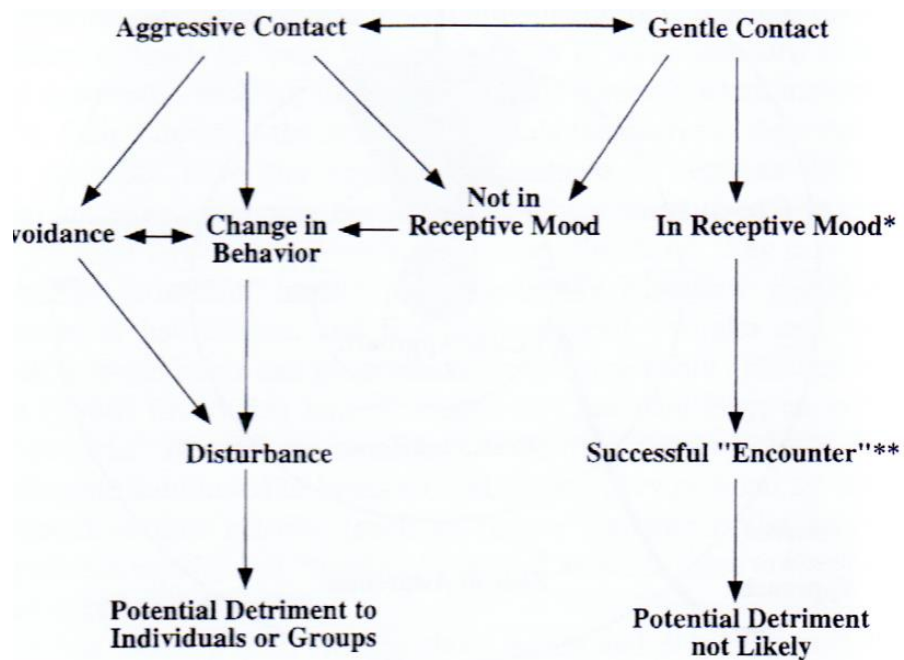 Aggressive Contact
Gentle Contact
Not in
Receptive Mood
voidance
Change in
Behavior
In Receptive Mood*
Disturbance
Successful "Encounter"**
Potential Detriment to
Individuals or Groups
Potential Detriment
not Likely